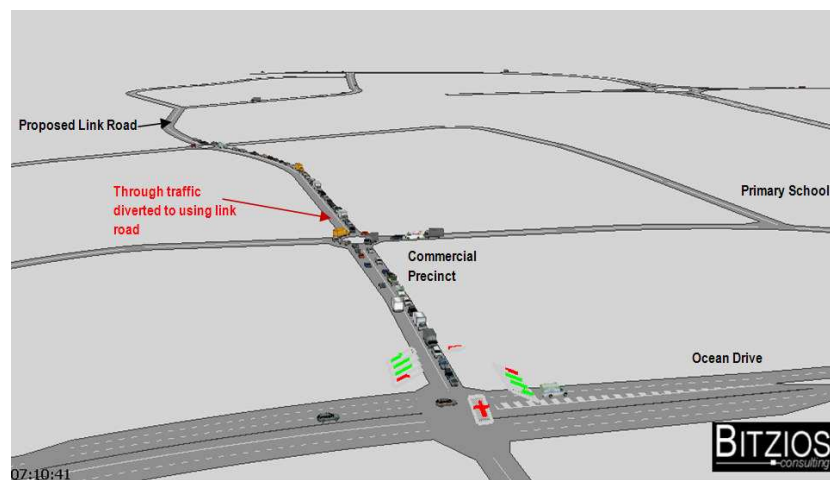 Proposed Link Road
Primary School
Through traffic
diverted to using link
road
Commercial
Precinct
Ocean Drive
BITZIOS
consulting
07:10:41